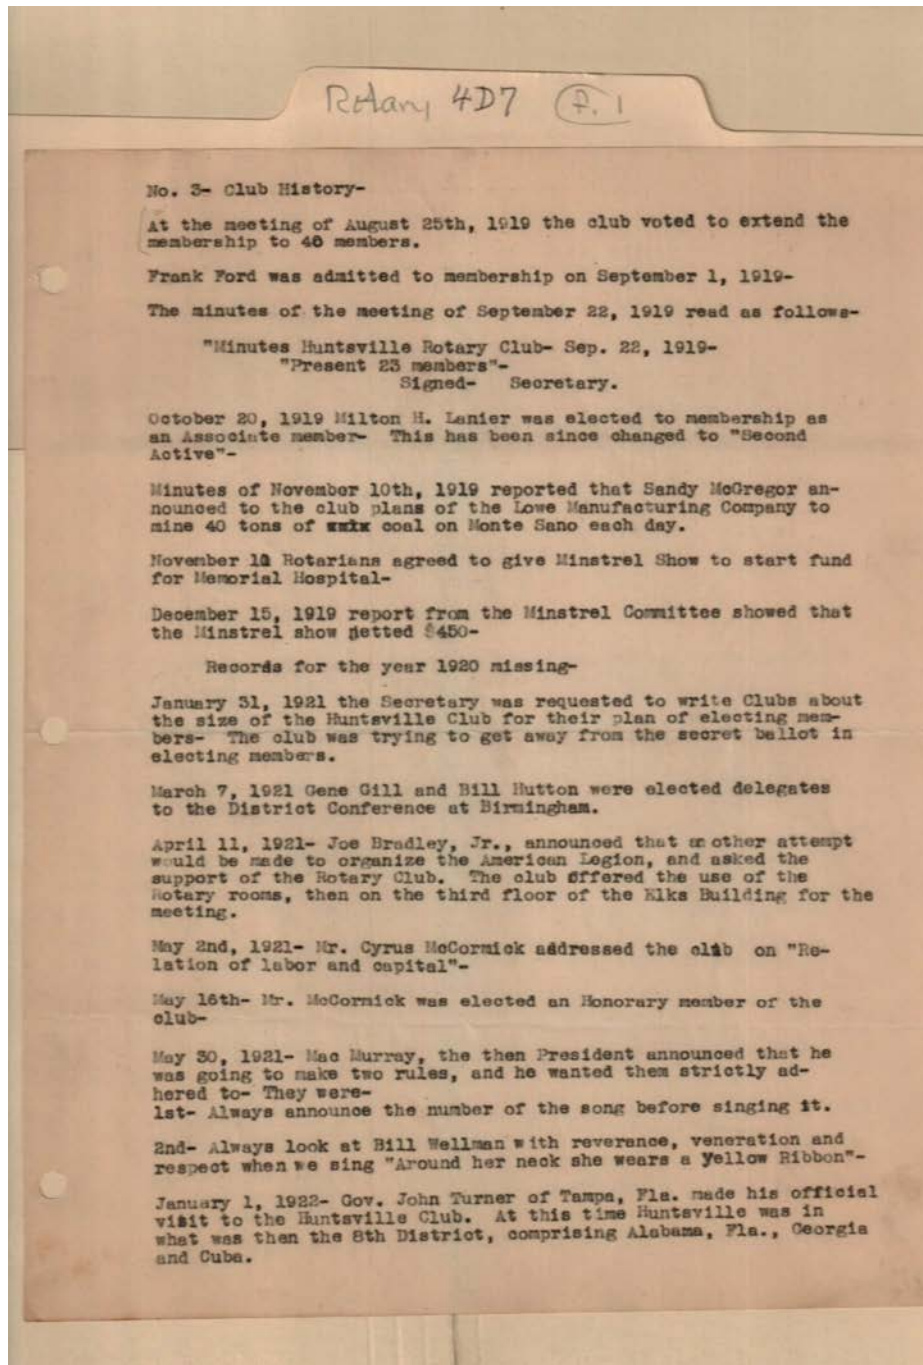 Rotary 4D7 P. 1
No. 3- Club History-
At the meeting of August 25th, 1919 the club voted to extend the
membership to 40 members.
Frank Ford was admitted to membership on September 1, 1919-
The minutes of the meeting of September 22, 1919 read as follows-
"Minutes Huntsville Rotary Club- Sep. 22, 1919-
"Present 23 members"-
Signed- Secretary.
October 20, 1919 Milton H. Lanier was elected to membership as
an Associate member- This has been since changed to "Second
Active"-
Minutes of November 10th, 1919 reported that Sandy McGregor an-
nounced to the club plans of the Lowe Manufacturing Company to
mine 40 tons of coal on Monte Sano each day.
November Rotarians agreed to give Minstrel Show to start fund
for Memorial Hospital-
December 15, 1919 report from the Minstrel Committee showed that
the Minstrel show netted $450-
Records for the year 1920 missing-
January 31, 1921 the Secretary was requested to write Clubs about
the size of the Huntsville Club for their plan of electing mem-
bers- The club was trying to get away from the secret ballot in
electing members.
March 7, 1921 Gene Gill and Bill Hutton were elected delegates
to the District Conference at Birmingham.
April 11, 1921- Joe Bradley, Jr., announced that another attempt
would be made to organize the American Legion, and asked the
support of the Rotary Club. The club offered the use of the
Rotary rooms, then on the third floor of the Elks Building for the
meeting.
May 2nd, 1921- Mr. Cyrus McCormick addressed the club on "Re-
lation of labor and capital"-
May 16th- Mr. McCormick was elected an Honorary member of the
club-
May 30, 1921- Mac Murray, the then President announced that he
was going to make two rules, and he wanted them strictly ad-
hered to- They were-
1st- Always announce the number of the song before singing it.
2nd- Always look at Bill Wellman with reverance, veneration and
respect when we sing "Around her neck she wears a Yellow Ribbon"-
January 1, 1922- Gov. John Turner of Tampa, Fla. made his official
visit to the Huntsville Club. At this time Huntsville was in
what was then the 8th District, comprising Alabama, Fla., Georgia
and Cuba.